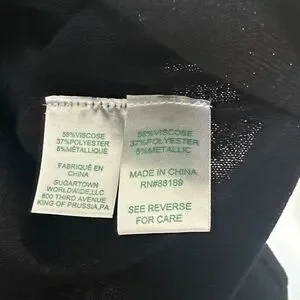 58%VISCOSE
37%POLYESTER
5%MÉTALLIQUE
FABRIQUÉ EN
CHINA
SUGARTOWN
WORLDWIDE,LLC
800 THIRD AVENUE
KING OF PRUSSIA,PA
58%VISCOSE
37%POLYESTER
5%METALLIC
MADE IN CHINA
RN#88189
SEE REVERSE
FOR CARE